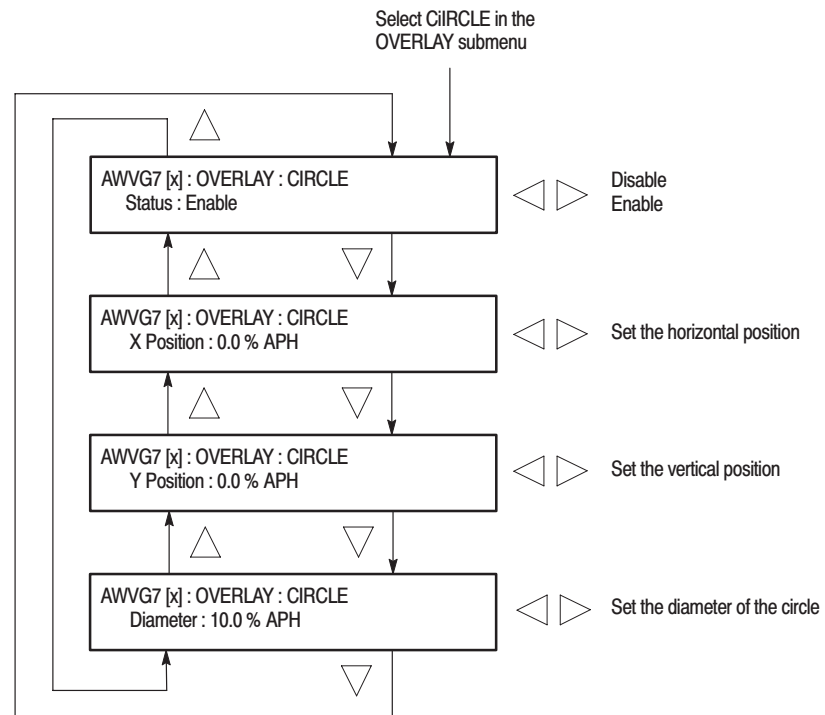 Select CiIRCLE in the
OVERLAY submenu
AWVG7 [x] : OVERLAY : CIRCLE
Status : Enable
Disable
Enable
AWVG7 [x] : OVERLAY : CIRCLE
X Position : 0.0 % APH
Set the horizontal position
AWVG7 [x] : OVERLAY : CIRCLE
Y Position : 0.0 % APH
Set the vertical position
AWVG7 [x] : OVERLAY : CIRCLE
Diameter : 10.0 % APH
Set the diameter of the circle